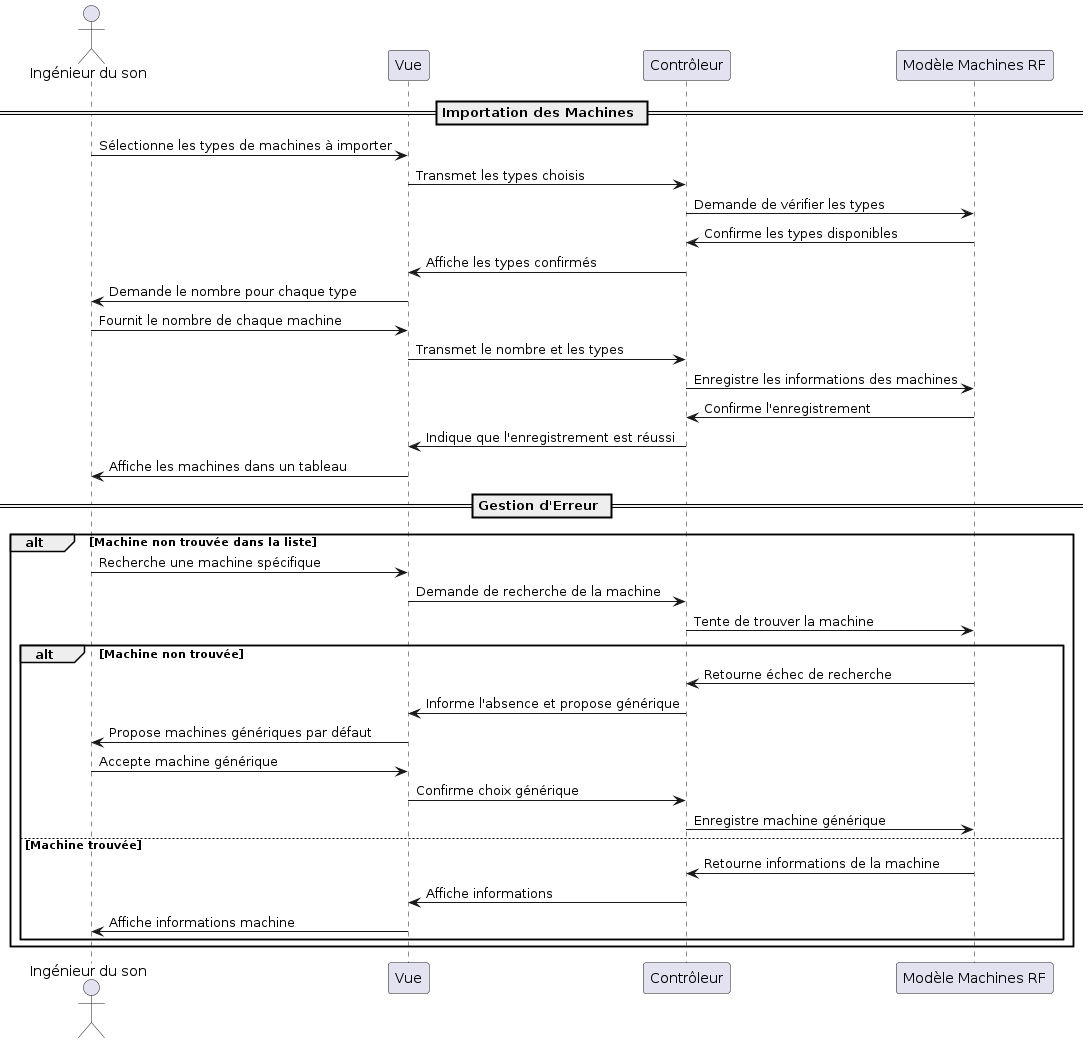 Ingénieur du son
Vue
Contrôleur
Modèle Machines RF
Importation des Machines
Sélectionne les types de machines à importer
Transmet les types choisis
Demande de vérifier les types
Confirme les types disponibles
Affiche les types confirmés
Demande le nombre pour chaque type
Fournit le nombre de chaque machine
Transmet le nombre et les types
Enregistre les informations des machines
Confirme l'enregistrement
Indique que l'enregistrement est réussi
Affiche les machines dans un tableau
Gestion d'Erreur
alt [Machine non trouvée dans la liste]
Recherche une machine spécifique
Demande de recherche de la machine
Tente de trouver la machine
alt [Machine non trouvée]
Retourne échec de recherche
Informe l'absence et propose générique
Propose machines génériques par défaut
Accepte machine générique
Confirme choix générique
Enregistre machine générique
[Machine trouvée]
Retourne informations de la machine
Affiche informations
Affiche informations machine
Ingénieur du son
Vue
Contrôleur
Modèle Machines RF